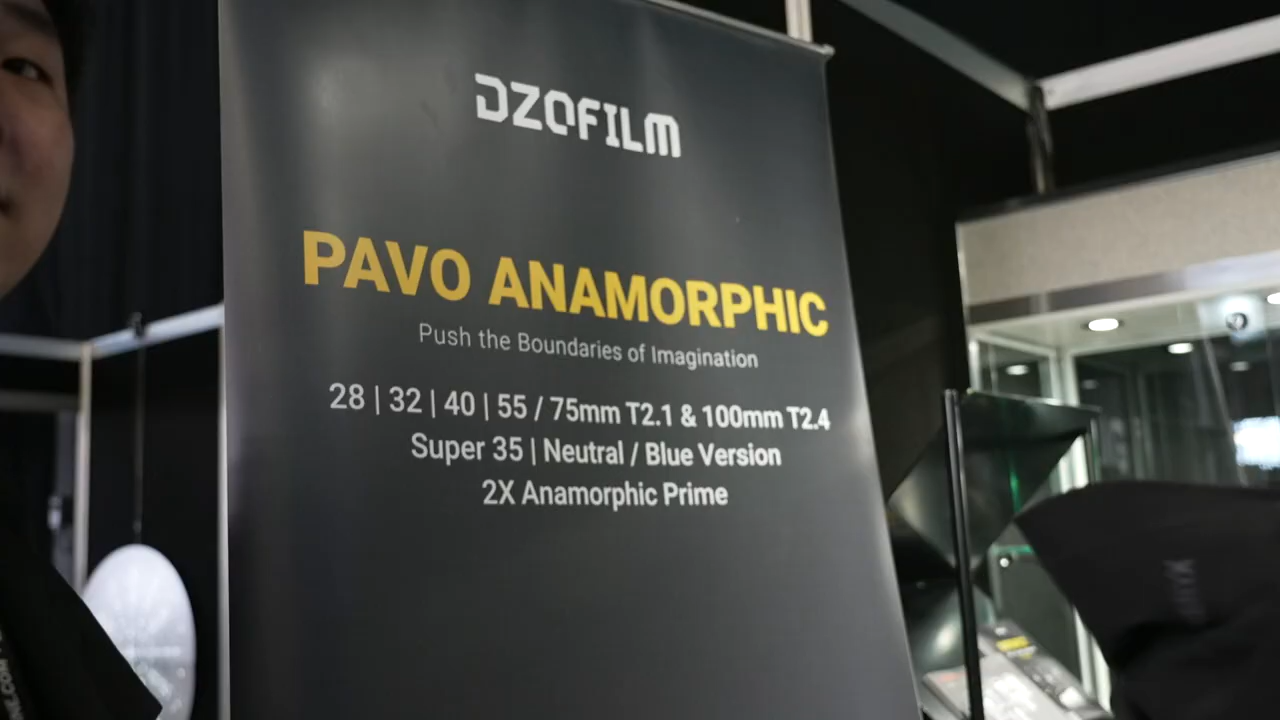 DZOFILM
PAVO ANAMORPHIC
Push the Boundaries of Imagination
28 | 32 | 40 | 55 / 75mm T2.1 & 100mm T2.4
Super 35 | Neutral / Blue Version
2X Anamorphic Prime